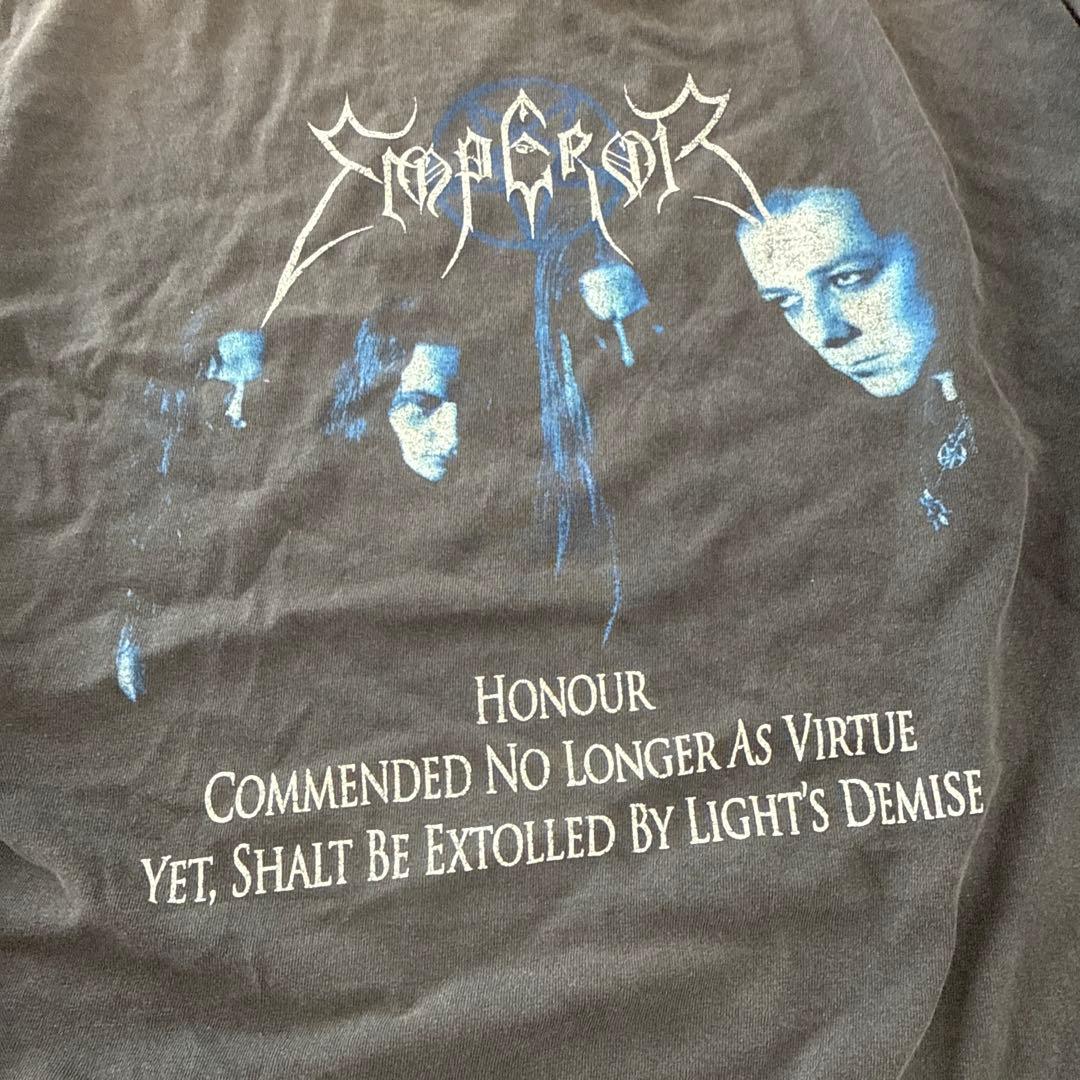 EMPEROR
HONOUR
COMMENDED NO LONGER AS VIRTUE
YET, SHALT BE EXTOLLED BY LIGHT'S DEMISE